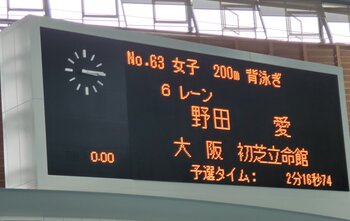 No.63 女子 200m 背泳ぎ
6 レーン
野田 愛
大阪 初芝立命館
0:00 予選タイム: 2分16秒74